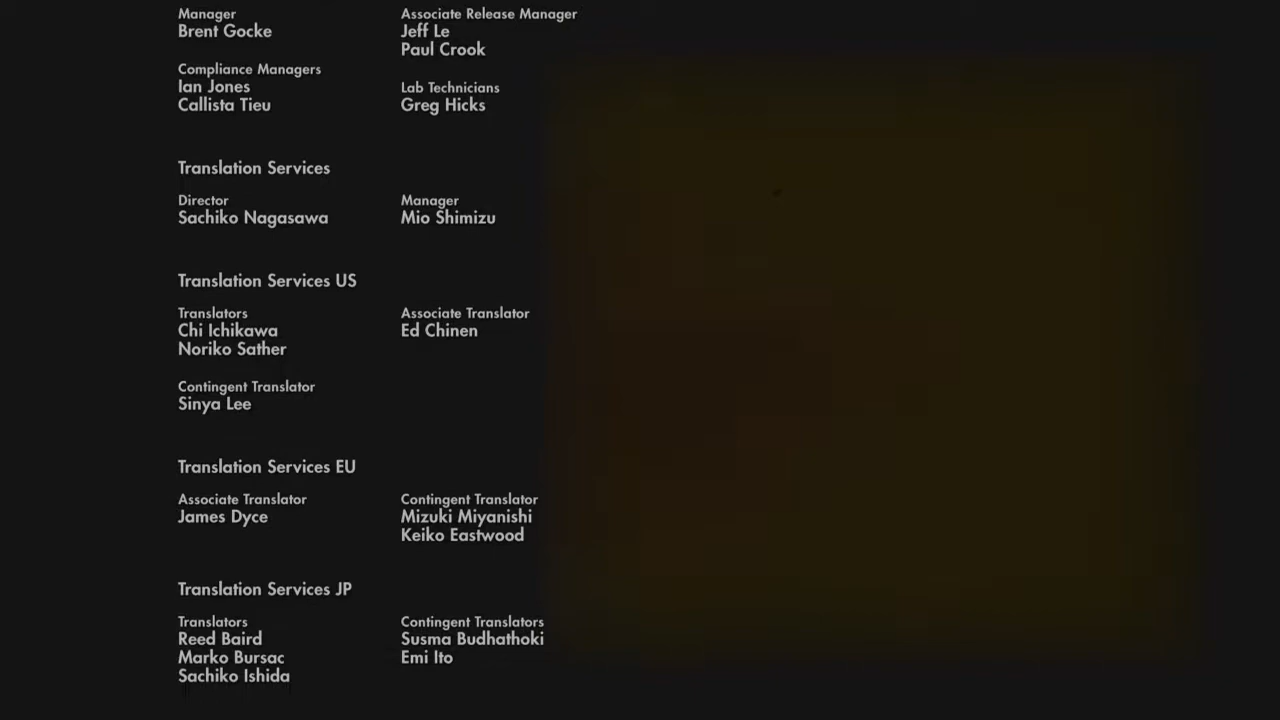 Manager
Brent Gocke
Compliance Managers
Ian Jones
Callista Tieu
Associate Release Manager
Jeff Le
Paul Crook
Lab Technicians
Greg Hicks
Translation Services
Director
Sachiko Nagasawa
Manager
Mio Shimizu
Translation Services US
Translators
Chi Ichikawa
Noriko Sather
Contingent Translator
Sinya Lee
Associate Translator
Ed Chinen
Translation Services EU
Associate Translator
James Dyce
Contingent Translator
Mizuki Miyanishi
Keiko Eastwood
Translation Services JP
Translators
Reed Baird
Marko Bursac
Sachiko Ishida
Contingent Translators
Susma Budhathoki
Emi Ito